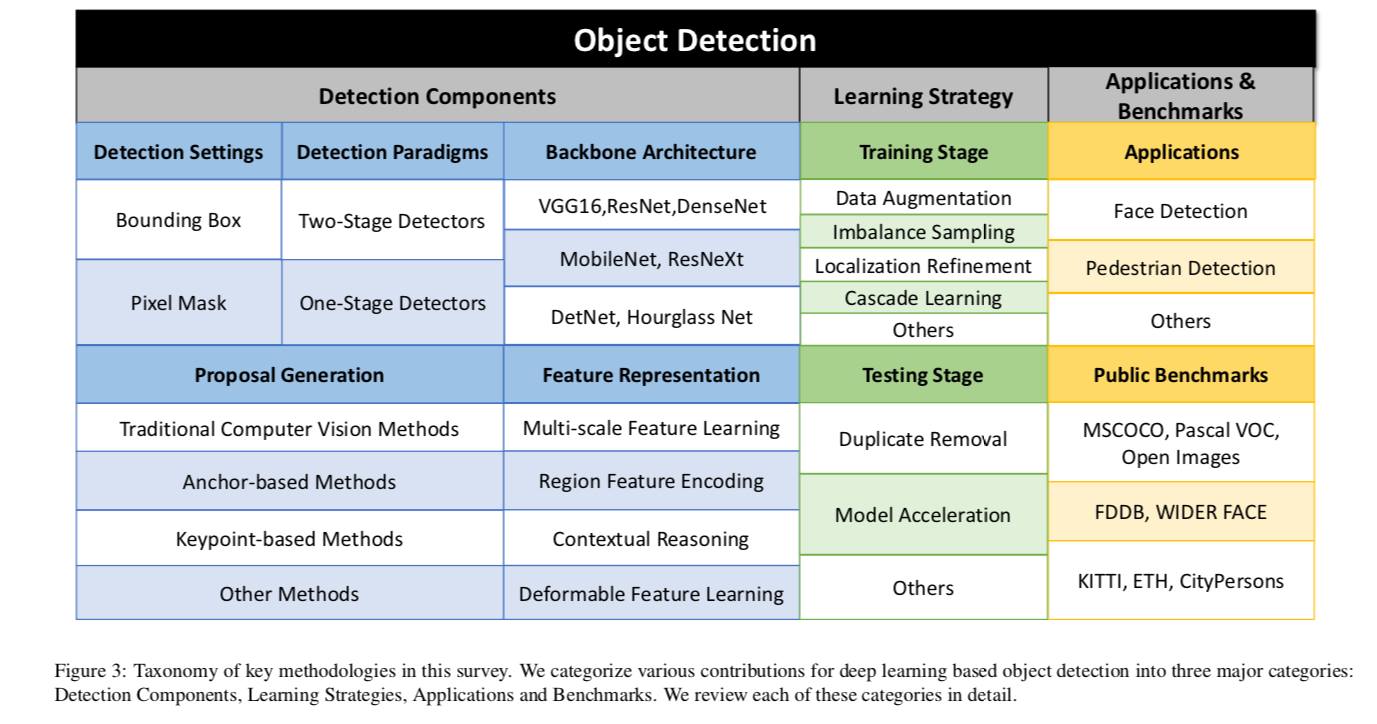 Object Detection
Detection Components
Learning Strategy
Applications &
Benchmarks
Detection Settings
Detection Paradigms
Backbone Architecture
Training Stage
Applications
Bounding Box
Pixel Mask
Two-Stage Detectors
One-Stage Detectors
VGG16,ResNet,DenseNet
MobileNet, ResNeXt
DetNet, Hourglass Net
Data Augmentation
Imbalance Sampling
Localization Refinement
Cascade Learning
Others
Face Detection
Pedestrian Detection
Others
Proposal Generation
Feature Representation
Testing Stage
Public Benchmarks
Traditional Computer Vision Methods
Anchor-based Methods
Keypoint-based Methods
Other Methods
Multi-scale Feature Learning
Region Feature Encoding
Contextual Reasoning
Deformable Feature Learning
Duplicate Removal
Model Acceleration
Others
MSCOCO, Pascal VOC,
Open Images
FDDB, WIDER FACE
KITTI, ETH, CityPersons
Figure 3: Taxonomy of key methodologies in this survey. We categorize various contributions for deep learning based object detection into three major categories:
Detection Components, Learning Strategies, Applications and Benchmarks. We review each of these categories in detail.